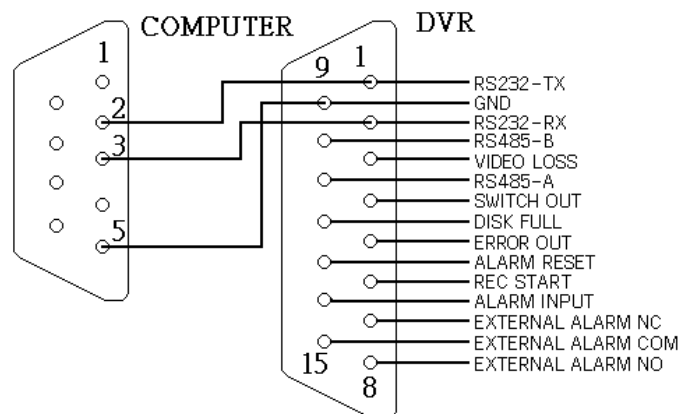 COMPUTER
DVR
1
2
3
5
9
1
15
8
RS232-TX
GND
RS232-RX
RS485-B
VIDEO LOSS
RS485-A
SWITCH OUT
DISK FULL
ERROR OUT
ALARM RESET
REC START
ALARM INPUT
EXTERNAL ALARM NC
EXTERNAL ALARM COM
EXTERNAL ALARM NO